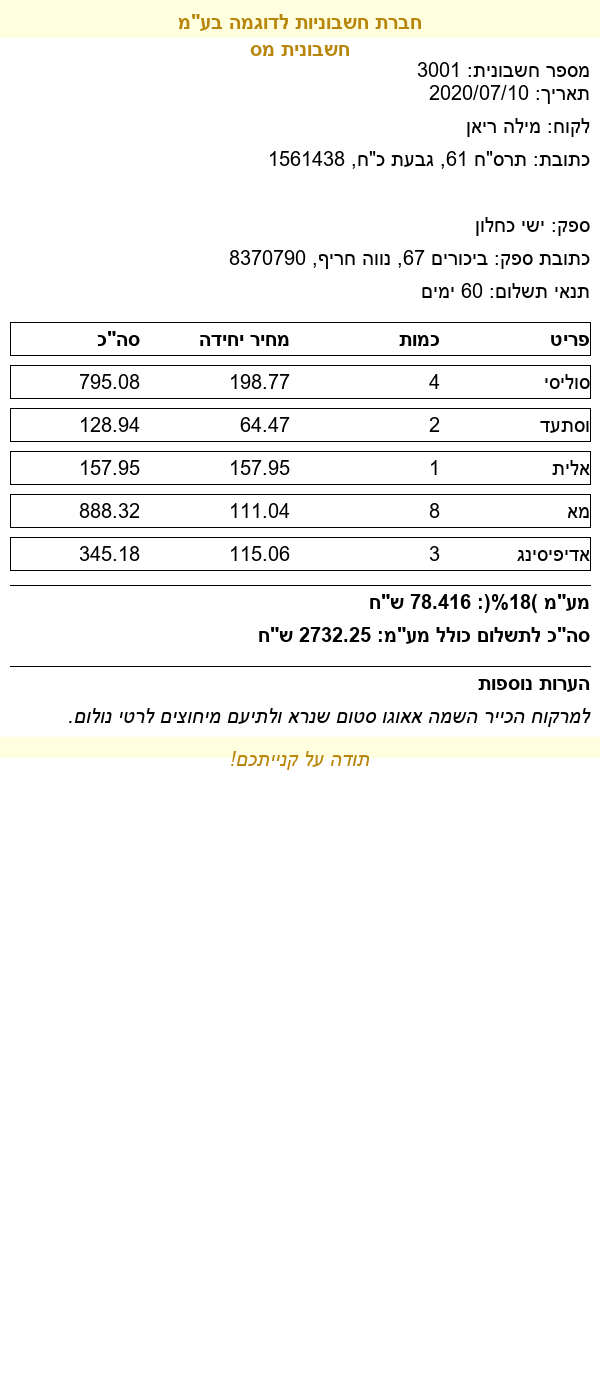 חברת חשבוניות לדוגמה בע"מ
חשבונית מס
מספר חשבונית: 3001
תאריך: 2020/07/10
לקוח: מילה ריאן
כתובת: תרס"ח 61, גבעת כ"ח, 1561438
ספק: ישי כחלון
כתובת ספק: ביכורים 67, נווה חריף, 8370790
תנאי תשלום: 60 ימים
פריט כמות מחיר יחידה סה"כ
סוליסי 4 198.77 795.08
וסתעד 2 64.47 128.94
אלית 1 157.95 157.95
מא 8 111.04 888.32
אדיפיסינג 3 115.06 345.18
מע"מ )18%(: 78.416 ש"ח
סה"כ לתשלום כולל מע"מ: 2732.25 ש"ח
הערות נוספות
למרקוח הכייר השמה אאוגו סטום שנרא ולתיעם מיחוצים לרטי נולום.
תודה על קנייתכם!